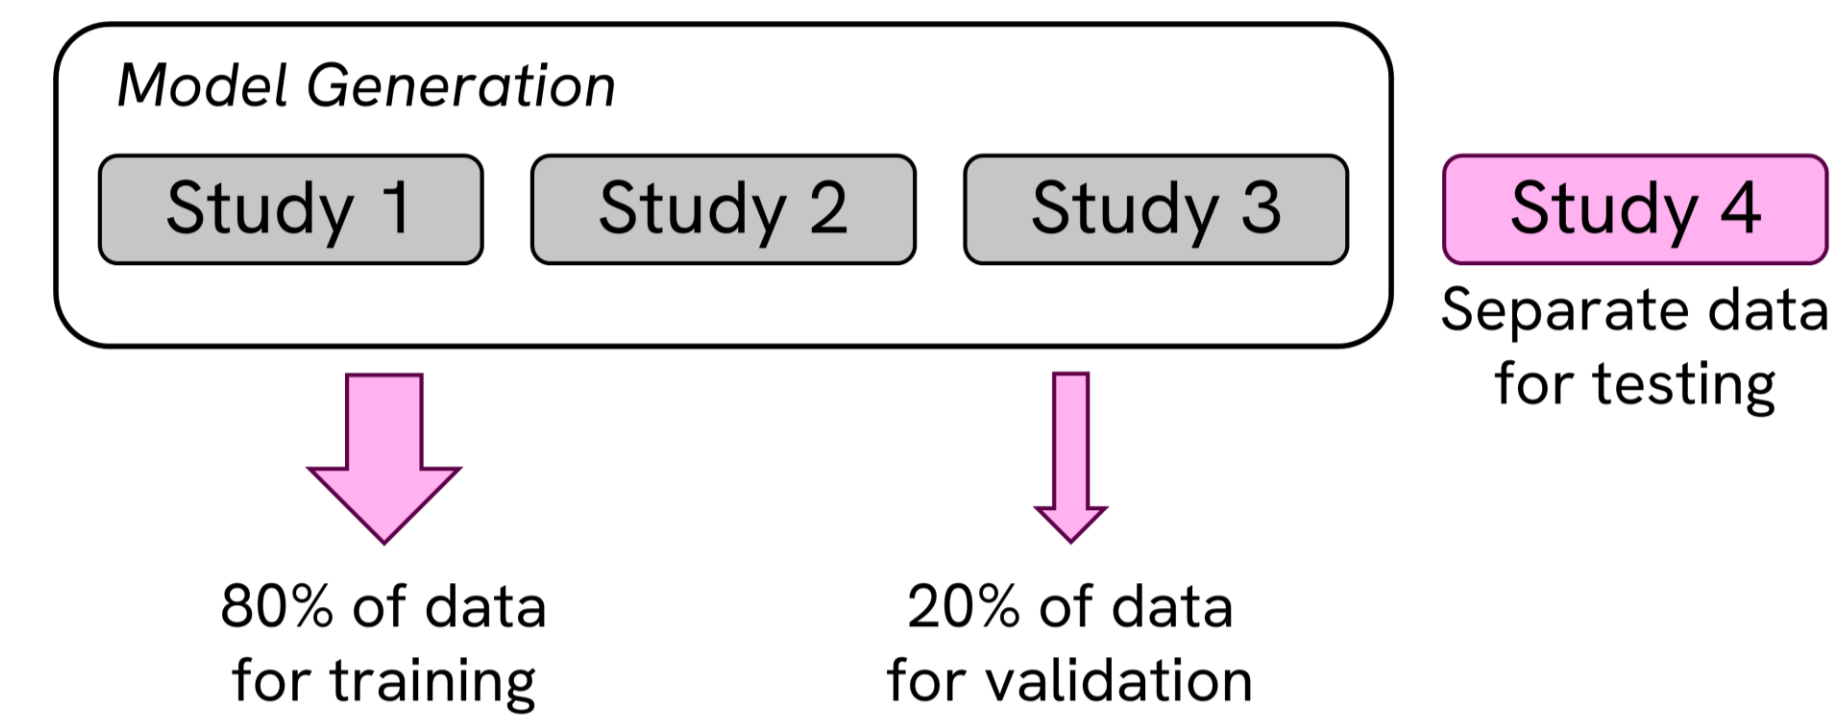 Model Generation
Study 1
Study 2
Study 3
Study 4
Separate data
for testing
80% of data
for training
20% of data
for validation